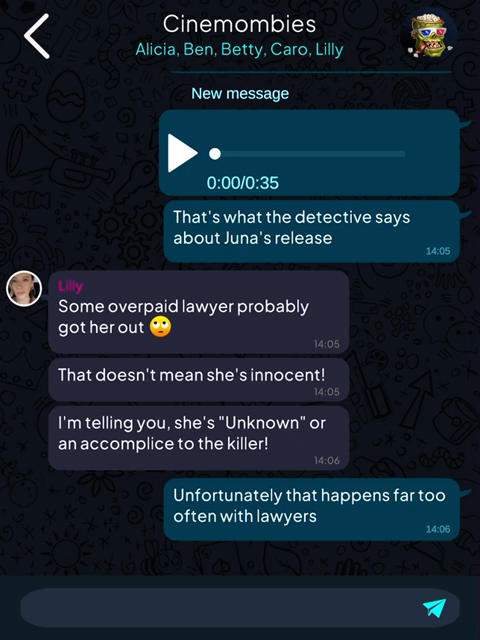 Cinemombies
Alicia, Ben, Betty, Caro, Lilly
New message
0:00/0:35
That's what the detective says
about Juna's release
14:05
Lilly
Some overpaid lawyer probably
got her out 🙄
14:05
That doesn't mean she's innocent!
14:05
I'm telling you, she's "Unknown" or
an accomplice to the killer!
14:06
Unfortunately that happens far too
often with lawyers
14:06